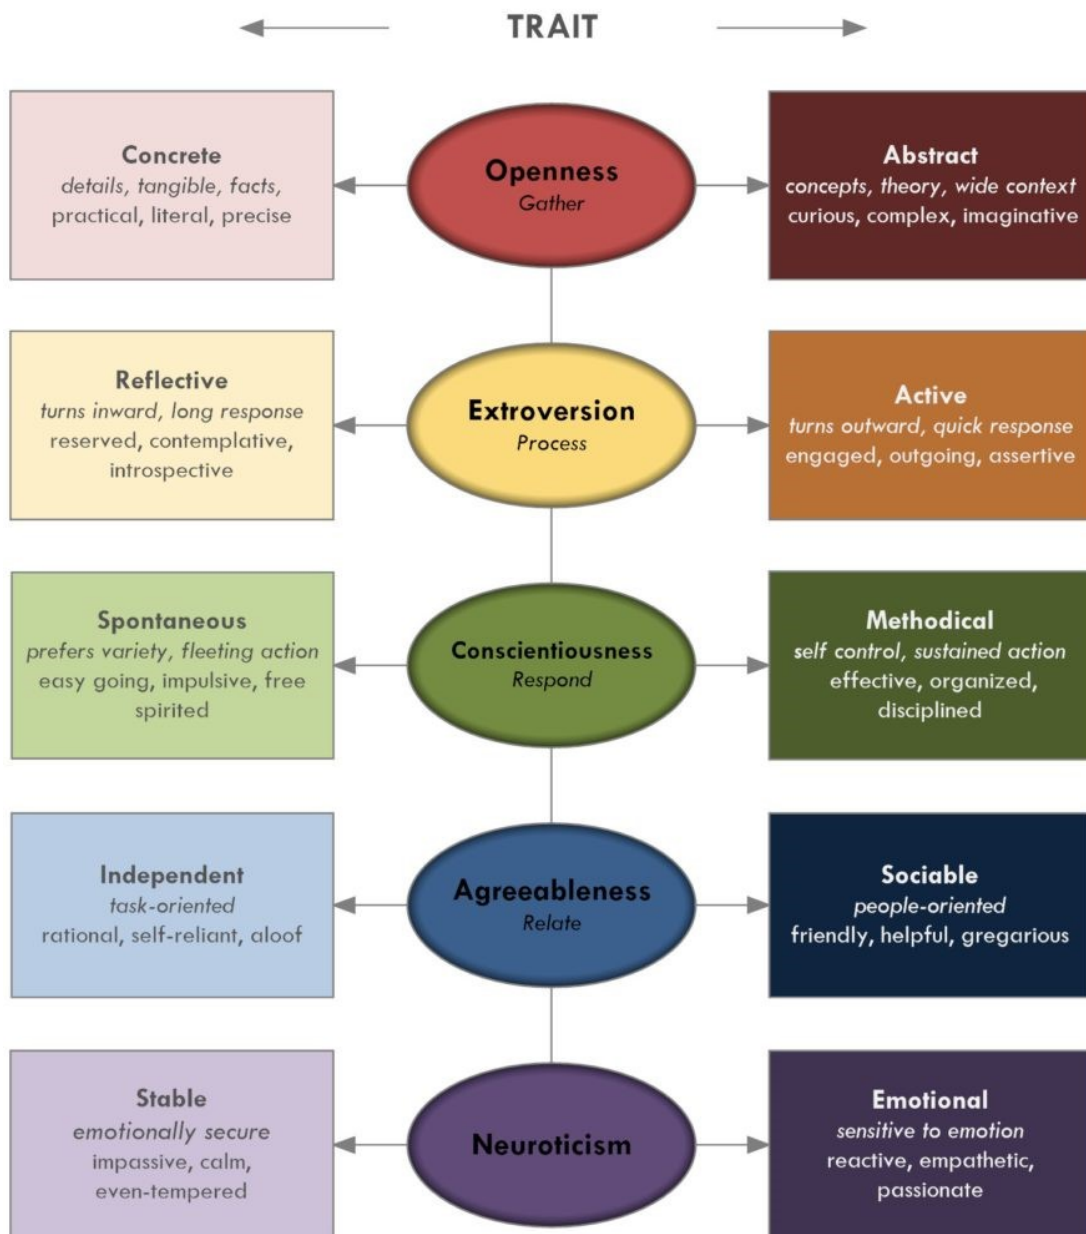 TRAIT
Concrete
details, tangible, facts,
practical, literal, precise
Openness
Gather
Abstract
concepts, theory, wide context
curious, complex, imaginative
Reflective
turns inward, long response
reserved, contemplative,
introspective
Extroversion
Process
Active
turns outward, quick response
engaged, outgoing, assertive
Spontaneous
prefers variety, fleeting action
easy going, impulsive, free
spirited
Conscientiousness
Respond
Methodical
self control, sustained action
effective, organized,
disciplined
Independent
task-oriented
rational, self-reliant, aloof
Agreeableness
Relate
Sociable
people-oriented
friendly, helpful, gregarious
Stable
emotionally secure
impassive, calm,
even-tempered
Neuroticism
Emotional
sensitive to emotion
reactive, empathetic,
passionate